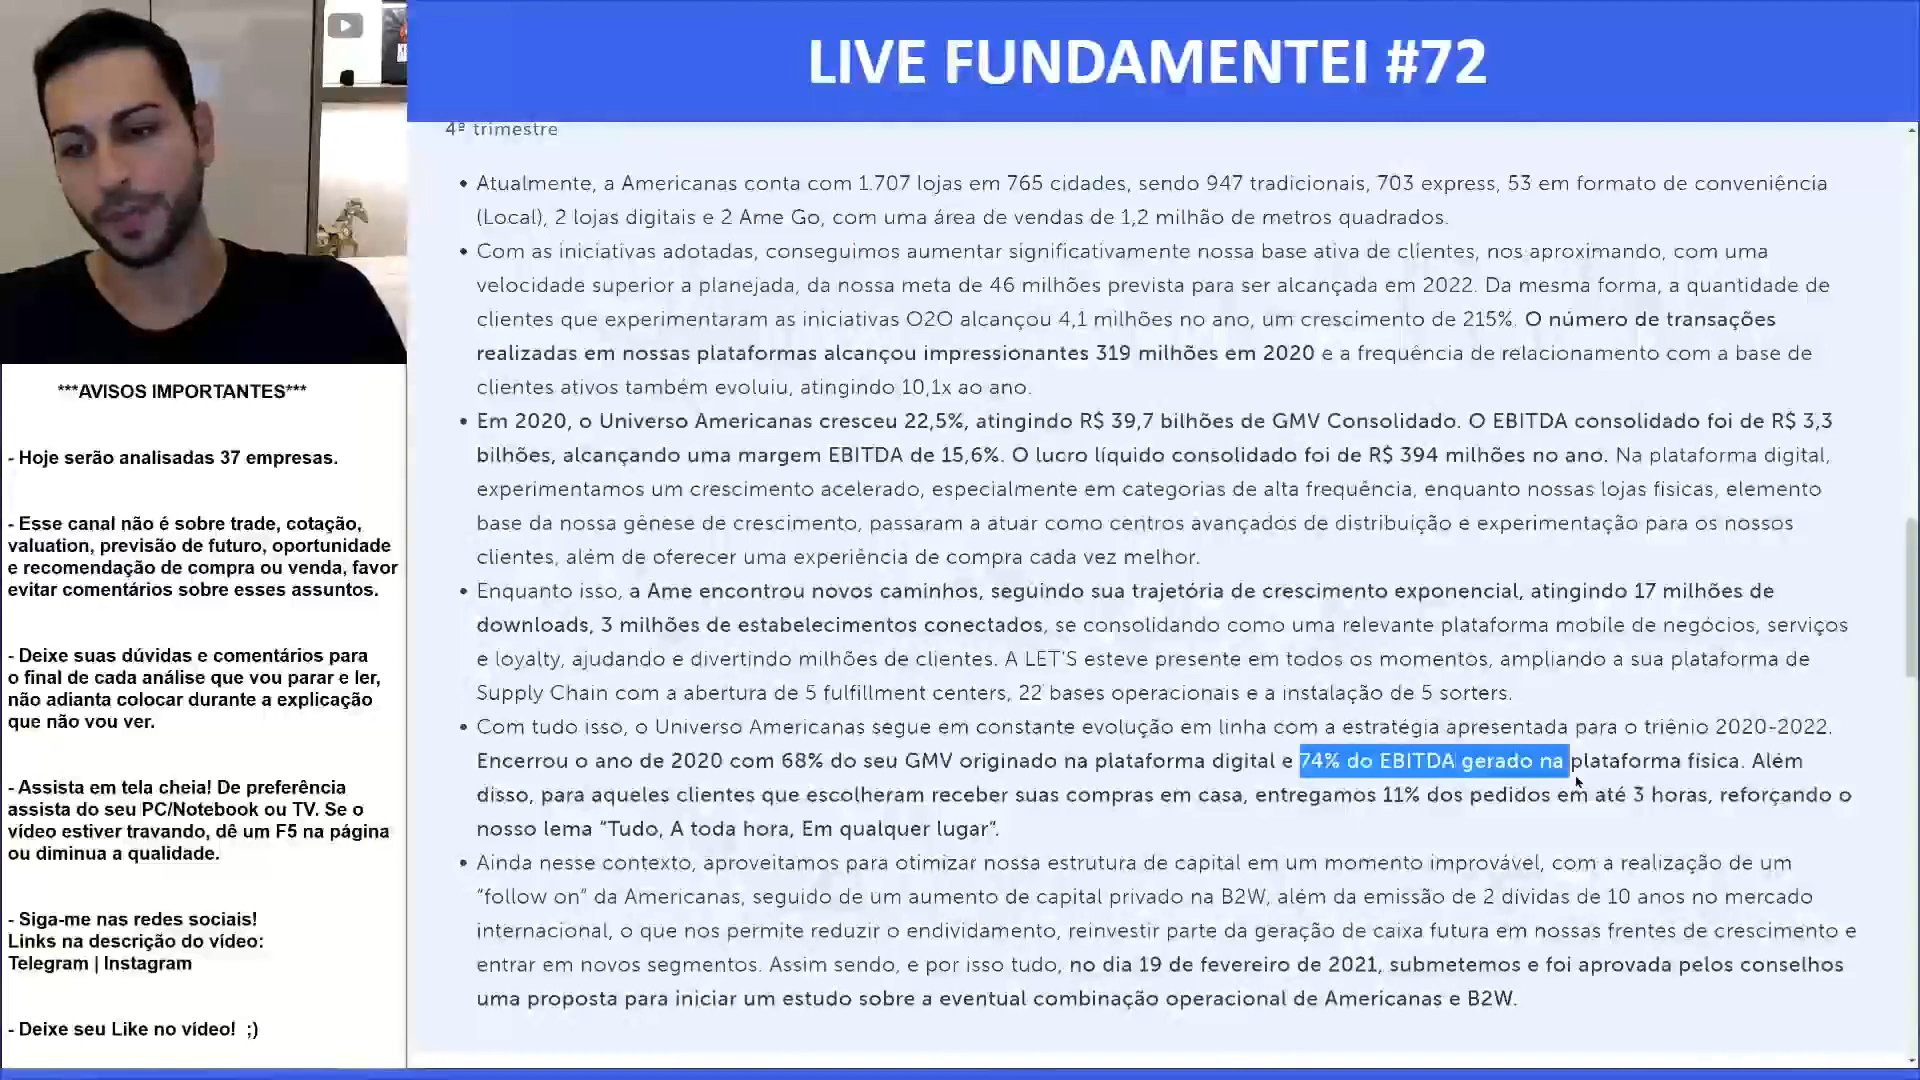 LIVE FUNDAMENTEI #72
4º trimestre
• Atualmente, a Americanas conta com 1.707 lojas em 765 cidades, sendo 947 tradicionais, 703 express, 53 em formato de conveniência
(Local), 2 lojas digitais e 2 Ame Go, com uma área de vendas de 1,2 milhão de metros quadrados.
• Com as iniciativas adotadas, conseguimos aumentar significativamente nossa base ativa de clientes, nos aproximando, com uma
velocidade superior a planejada, da nossa meta de 46 milhões prevista para ser alcançada em 2022. Da mesma forma, a quantidade de
clientes que experimentaram as iniciativas O2O alcançou 4,1 milhões no ano, um crescimento de 215%. O número de transações
realizadas em nossas plataformas alcançou impressionantes 319 milhões em 2020 e a frequência de relacionamento com a base de
clientes ativos também evoluiu, atingindo 10,1x ao ano.
• Em 2020, o Universo Americanas cresceu 22,5%, atingindo R$ 39,7 bilhões de GMV Consolidado. O EBITDA consolidado foi de R$ 3,3
bilhões, alcançando uma margem EBITDA de 15,6%. O lucro líquido consolidado foi de R$ 394 milhões no ano. Na plataforma digital,
experimentamos um crescimento acelerado, especialmente em categorias de alta frequência, enquanto nossas lojas físicas, elemento
base da nossa gênese de crescimento, passaram a atuar como centros avançados de distribuição e experimentação para os nossos
clientes, além de oferecer uma experiência de compra cada vez melhor.
• Enquanto isso, a Ame encontrou novos caminhos, seguindo sua trajetória de crescimento exponencial, atingindo 17 milhões de
downloads, 3 milhões de estabelecimentos conectados, se consolidando como uma relevante plataforma mobile de negócios, serviços
e loyalty, ajudando e divertindo milhões de clientes. A LET'S esteve presente em todos os momentos, ampliando a sua plataforma de
Supply Chain com a abertura de 5 fulfillment centers, 22 bases operacionais e a instalação de 5 sorters.
• Com tudo isso, o Universo Americanas segue em constante evolução em linha com a estratégia apresentada para o triênio 2020-2022.
Encerrou o ano de 2020 com 68% do seu GMV originado na plataforma digital e 74% do EBITDA gerado na plataforma física. Além
disso, para aqueles clientes que escolheram receber suas compras em casa, entregamos 11% dos pedidos em até 3 horas, reforçando o
nosso lema "Tudo, A toda hora, Em qualquer lugar".
• Ainda nesse contexto, aproveitamos para otimizar nossa estrutura de capital em um momento improvável, com a realização de um
"follow on" da Americanas, seguido de um aumento de capital privado na B2W, além da emissão de 2 dívidas de 10 anos no mercado
internacional, o que nos permite reduzir o endividamento, reinvestir parte da geração de caixa futura em nossas frentes de crescimento e
entrar em novos segmentos. Assim sendo, e por isso tudo, no dia 19 de fevereiro de 2021, submetemos e foi aprovada pelos conselhos
uma proposta para iniciar um estudo sobre a eventual combinação operacional de Americanas e B2W.
***AVISOS IMPORTANTES***
- Hoje serão analisadas 37 empresas.
- Esse canal não é sobre trade, cotação,
valuation, previsão de futuro, oportunidade
e recomendação de compra ou venda, favor
evitar comentários sobre esses assuntos.
- Deixe suas dúvidas e comentários para
o final de cada análise que vou parar e ler,
não adianta colocar durante a explicação
que não vou ver.
- Assista em tela cheia! De preferência
assista do seu PC/Notebook ou TV. Se o
vídeo estiver travando, dê um F5 na página
ou diminua a qualidade.
- Siga-me nas redes sociais!
Links na descrição do vídeo:
Telegram | Instagram
- Deixe seu Like no vídeo! ;)